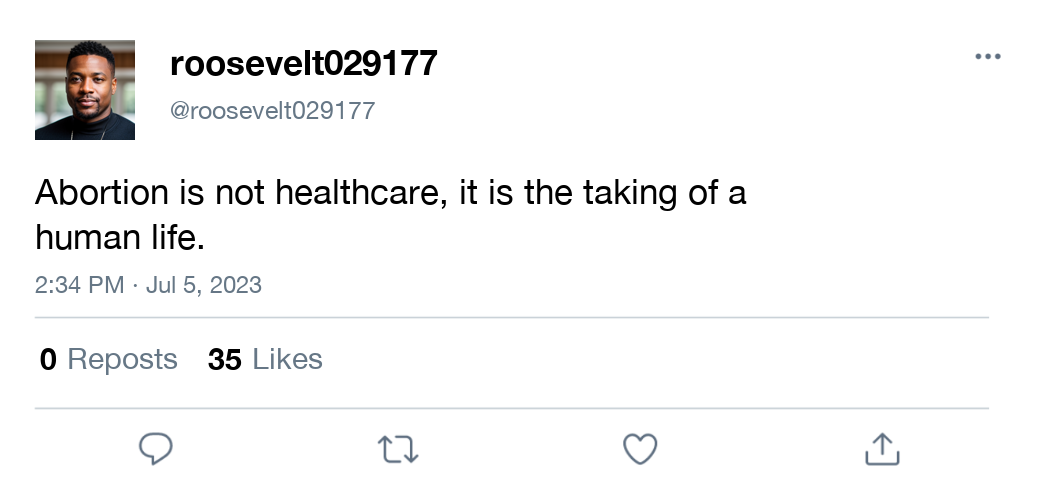 roosevelt029177
@roosevelt029177
Abortion is not healthcare, it is the taking of a
human life.
2:34 PM · Jul 5, 2023
0 Reposts 35 Likes